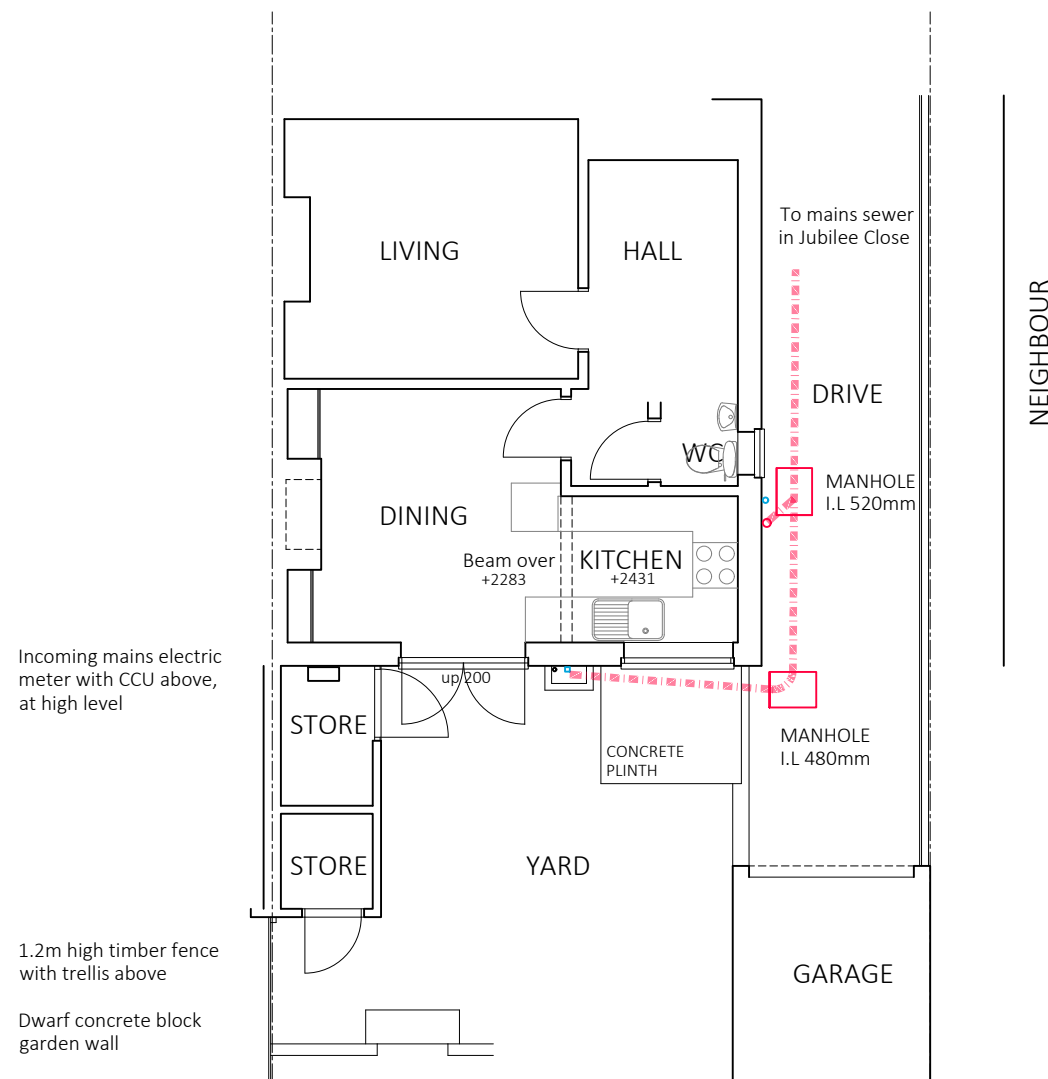 To mains sewer
in Jubilee Close
LIVING
HALL
NEIGHBOUR
DRIVE
WC
MANHOLE
I.L 520mm
DINING
Beam over
+2283
KITCHEN
+2431
Incoming mains electric
meter with CCU above,
at high level
up 200
STORE
MANHOLE
I.L 480mm
CONCRETE
PLINTH
STORE
YARD
1.2m high timber fence
with trellis above
GARAGE
Dwarf concrete block
garden wall